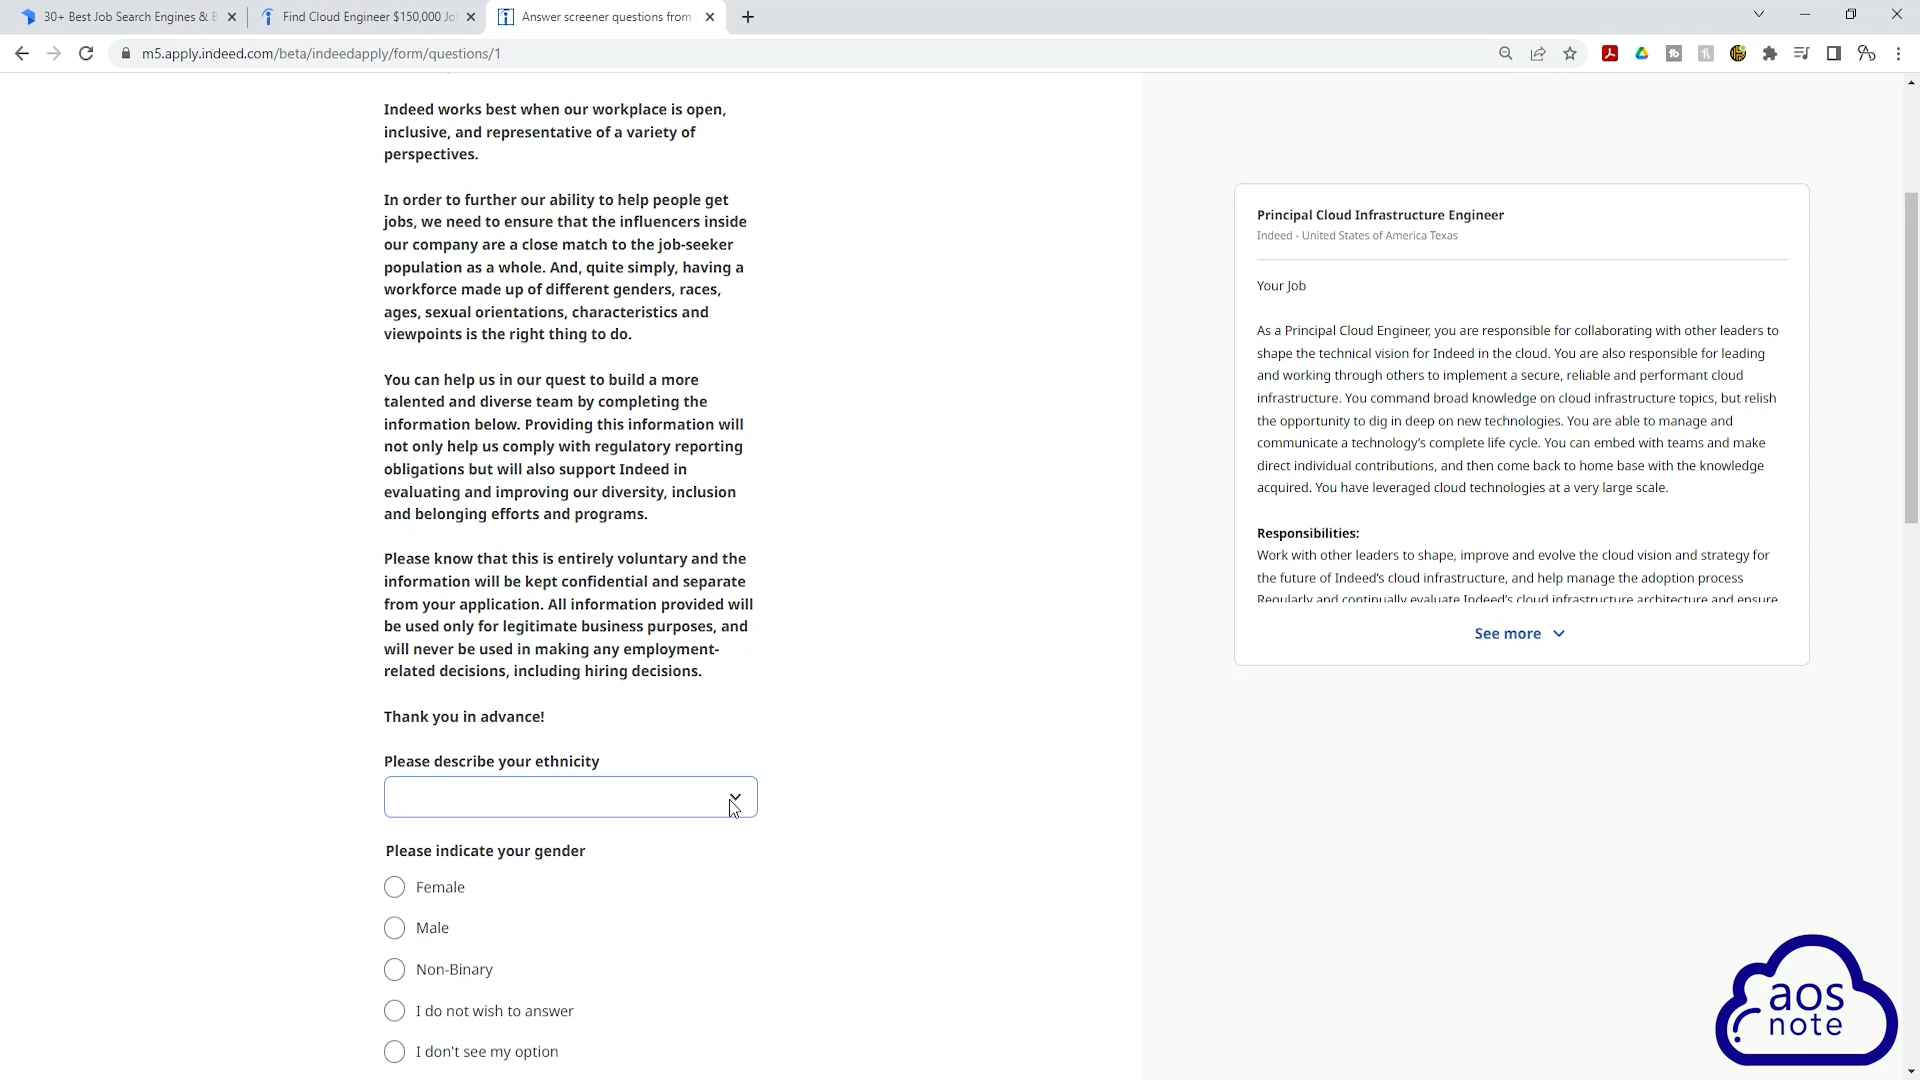 30+ Best Job Search Engines & B
Find Cloud Engineer $150,000 Jo
Answer screener questions from
m5.apply.indeed.com/beta/indeedapply/form/questions/1
Indeed works best when our workplace is open,
inclusive, and representative of a variety of
perspectives.
In order to further our ability to help people get
jobs, we need to ensure that the influencers inside
our company are a close match to the job-seeker
population as a whole. And, quite simply, having a
workforce made up of different genders, races,
ages, sexual orientations, characteristics and
viewpoints is the right thing to do.
You can help us in our quest to build a more
talented and diverse team by completing the
information below. Providing this information will
not only help us comply with regulatory reporting
obligations but will also support Indeed in
evaluating and improving our diversity, inclusion
and belonging efforts and programs.
Please know that this is entirely voluntary and the
information will be kept confidential and separate
from your application. All information provided will
be used only for legitimate business purposes, and
will never be used in making any employment-
related decisions, including hiring decisions.
Thank you in advance!
Please describe your ethnicity
Please indicate your gender
Female
Male
Non-Binary
I do not wish to answer
I don't see my option
Principal Cloud Infrastructure Engineer
Indeed - United States of America Texas
Your Job
As a Principal Cloud Engineer, you are responsible for collaborating with other leaders to
shape the technical vision for Indeed in the cloud. You are also responsible for leading
and working through others to implement a secure, reliable and performant cloud
infrastructure. You command broad knowledge on cloud infrastructure topics, but relish
the opportunity to dig in deep on new technologies. You are able to manage and
communicate a technology's complete life cycle. You can embed with teams and make
direct individual contributions, and then come back to home base with the knowledge
acquired. You have leveraged cloud technologies at a very large scale.
Responsibilities:
Work with other leaders to shape, improve and evolve the cloud vision and strategy for
the future of Indeed's cloud infrastructure, and help manage the adoption process
Regularly and continually evaluate Indeed's cloud infrastructure architecture and ensure
See more
aos
note